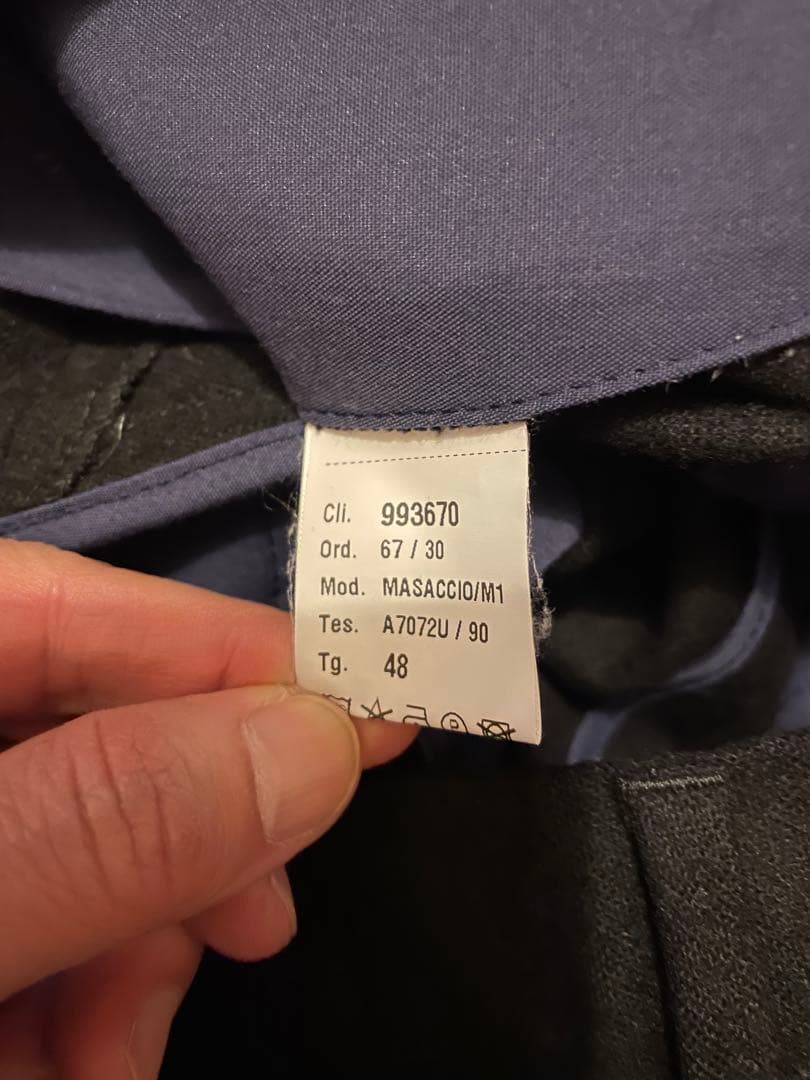 Cli. 993670
Ord. 67 / 30
Mod. MASACCIO/M1
Tes. A7072U / 90
Tg. 48